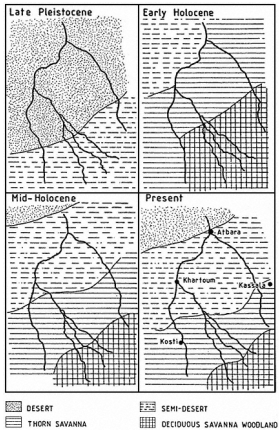 Late Pleistocene
Early Holocene
Mid-Holocene
Present
Atbara
Khartoum
Kassala
Kosti
DESERT
SEMI-DESERT
THORN SAVANNA
DECIDUOUS SAVANNA WOODLAND